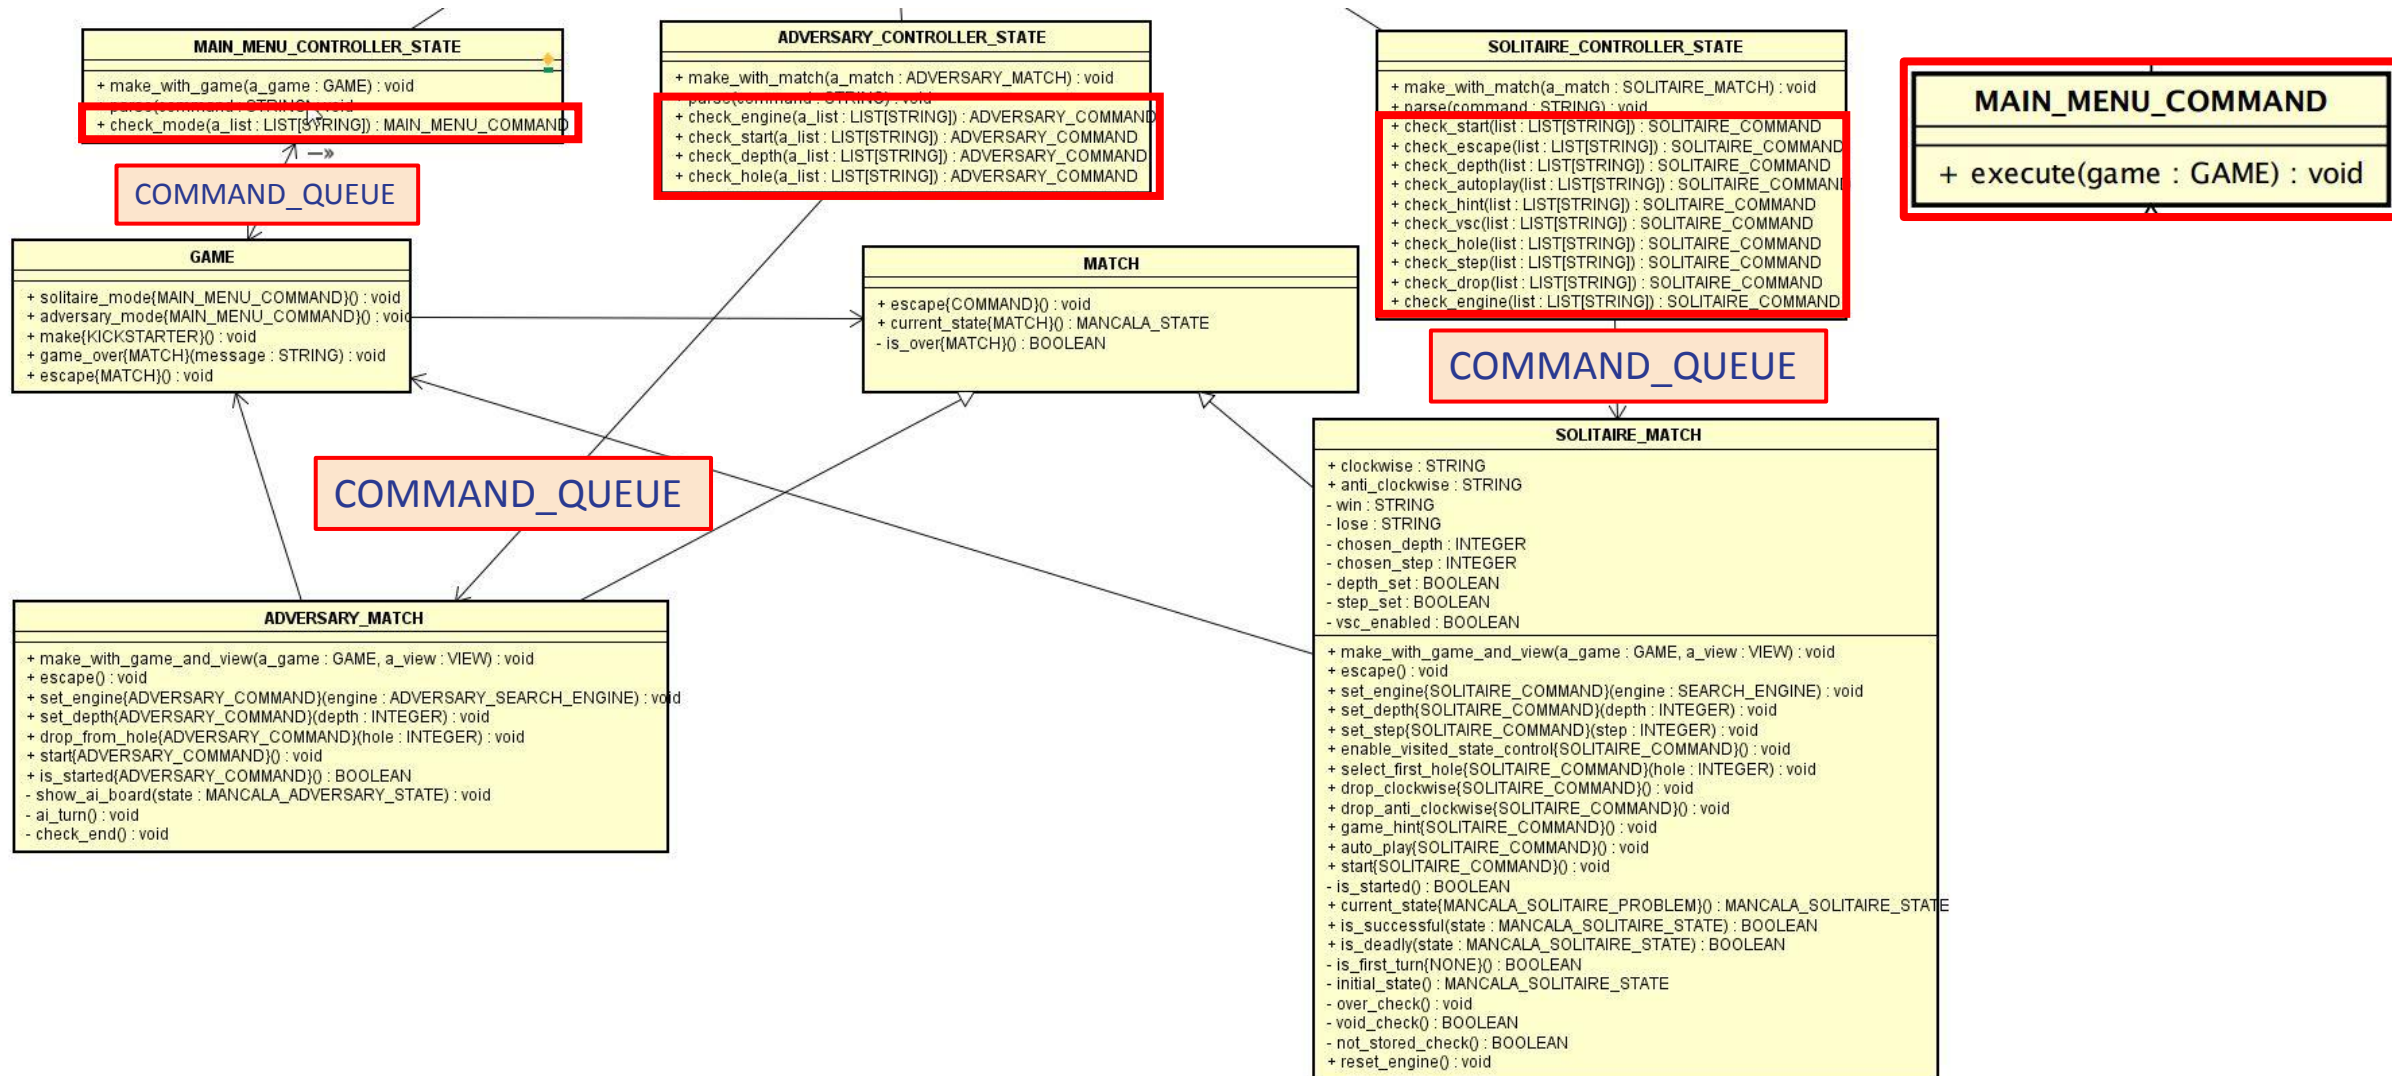 MAIN_MENU_CONTROLLER_STATE
+ make_with_game(a_game : GAME) : void
+ parse(command : STRING) : void
+ check_mode(a_list : LIST[SYRING]) : MAIN_MENU_COMMAND
COMMAND_QUEUE
ADVERSARY_CONTROLLER_STATE
+ make_with_match(a_match : ADVERSARY_MATCH) : void
+ parse(command : STRING) : void
+ check_engine(a_list : LIST[STRING]) : ADVERSARY_COMMAND
+ check_start(a_list : LIST[STRING]) : ADVERSARY_COMMAND
+ check_depth(a_list : LIST[STRING]) : ADVERSARY_COMMAND
+ check_hole(a_list : LIST[STRING]) : ADVERSARY_COMMAND
SOLITAIRE_CONTROLLER_STATE
+ make_with_match(a_match : SOLITAIRE_MATCH) : void
+ parse(command : STRING) : void
+ check_start(list : LIST[STRING]) : SOLITAIRE_COMMAND
+ check_escape(list : LIST[STRING]) : SOLITAIRE_COMMAND
+ check_depth(list : LIST[STRING]) : SOLITAIRE_COMMAND
+ check_autoplay(list : LIST[STRING]) : SOLITAIRE_COMMAND
+ check_hint(list : LIST[STRING]) : SOLITAIRE_COMMAND
+ check_vsc(list : LIST[STRING]) : SOLITAIRE_COMMAND
+ check_hole(list : LIST[STRING]) : SOLITAIRE_COMMAND
+ check_step(list : LIST[STRING]) : SOLITAIRE_COMMAND
+ check_drop(list : LIST[STRING]) : SOLITAIRE_COMMAND
+ check_engine(list : LIST[STRING]) : SOLITAIRE_COMMAND
MAIN_MENU_COMMAND
+ execute(game : GAME) : void
GAME
+ solitaire_mode{MAIN_MENU_COMMAND}() : void
+ adversary_mode{MAIN_MENU_COMMAND}() : void
+ make{KICKSTARTER}() : void
+ game_over{MATCH}(message : STRING) : void
+ escape{MATCH}() : void
MATCH
+ escape{COMMAND}() : void
+ current_state{MATCH}() : MANCALA_STATE
- is_over{MATCH}() : BOOLEAN
COMMAND_QUEUE
COMMAND_QUEUE
ADVERSARY_MATCH
+ make_with_game_and_view(a_game : GAME, a_view : VIEW) : void
+ escape() : void
+ set_engine{ADVERSARY_COMMAND}(engine : ADVERSARY_SEARCH_ENGINE) : void
+ set_depth{ADVERSARY_COMMAND}(depth : INTEGER) : void
+ drop_from_hole{ADVERSARY_COMMAND}(hole : INTEGER) : void
+ start{ADVERSARY_COMMAND}() : void
+ is_started{ADVERSARY_COMMAND}() : BOOLEAN
- show_ai_board(state : MANCALA_ADVERSARY_STATE) : void
- ai_turn() : void
- check_end() : void
SOLITAIRE_MATCH
+ clockwise : STRING
+ anti_clockwise : STRING
- win : STRING
- lose : STRING
- chosen_depth : INTEGER
- chosen_step : INTEGER
- depth_set : BOOLEAN
- step_set : BOOLEAN
- vsc_enabled : BOOLEAN
+ make_with_game_and_view(a_game : GAME, a_view : VIEW) : void
+ escape() : void
+ set_engine{SOLITAIRE_COMMAND}(engine : SEARCH_ENGINE) : void
+ set_depth{SOLITAIRE_COMMAND}(depth : INTEGER) : void
+ set_step{SOLITAIRE_COMMAND}(step : INTEGER) : void
+ enable_visited_state_control{SOLITAIRE_COMMAND}() : void
+ select_first_hole{SOLITAIRE_COMMAND}(hole : INTEGER) : void
+ drop_clockwise{SOLITAIRE_COMMAND}() : void
+ drop_anti_clockwise{SOLITAIRE_COMMAND}() : void
+ game_hint{SOLITAIRE_COMMAND}() : void
+ auto_play{SOLITAIRE_COMMAND}() : void
+ start{SOLITAIRE_COMMAND}() : void
- is_started() : BOOLEAN
+ current_state{MANCALA_SOLITAIRE_PROBLEM}() : MANCALA_SOLITAIRE_STATE
+ is_successful(state : MANCALA_SOLITAIRE_STATE) : BOOLEAN
+ is_deadly(state : MANCALA_SOLITAIRE_STATE) : BOOLEAN
- is_first_turn{NONE}() : BOOLEAN
- initial_state() : MANCALA_SOLITAIRE_STATE
- over_check() : void
- void_check() : BOOLEAN
- not_stored_check() : BOOLEAN
+ reset_engine() : void